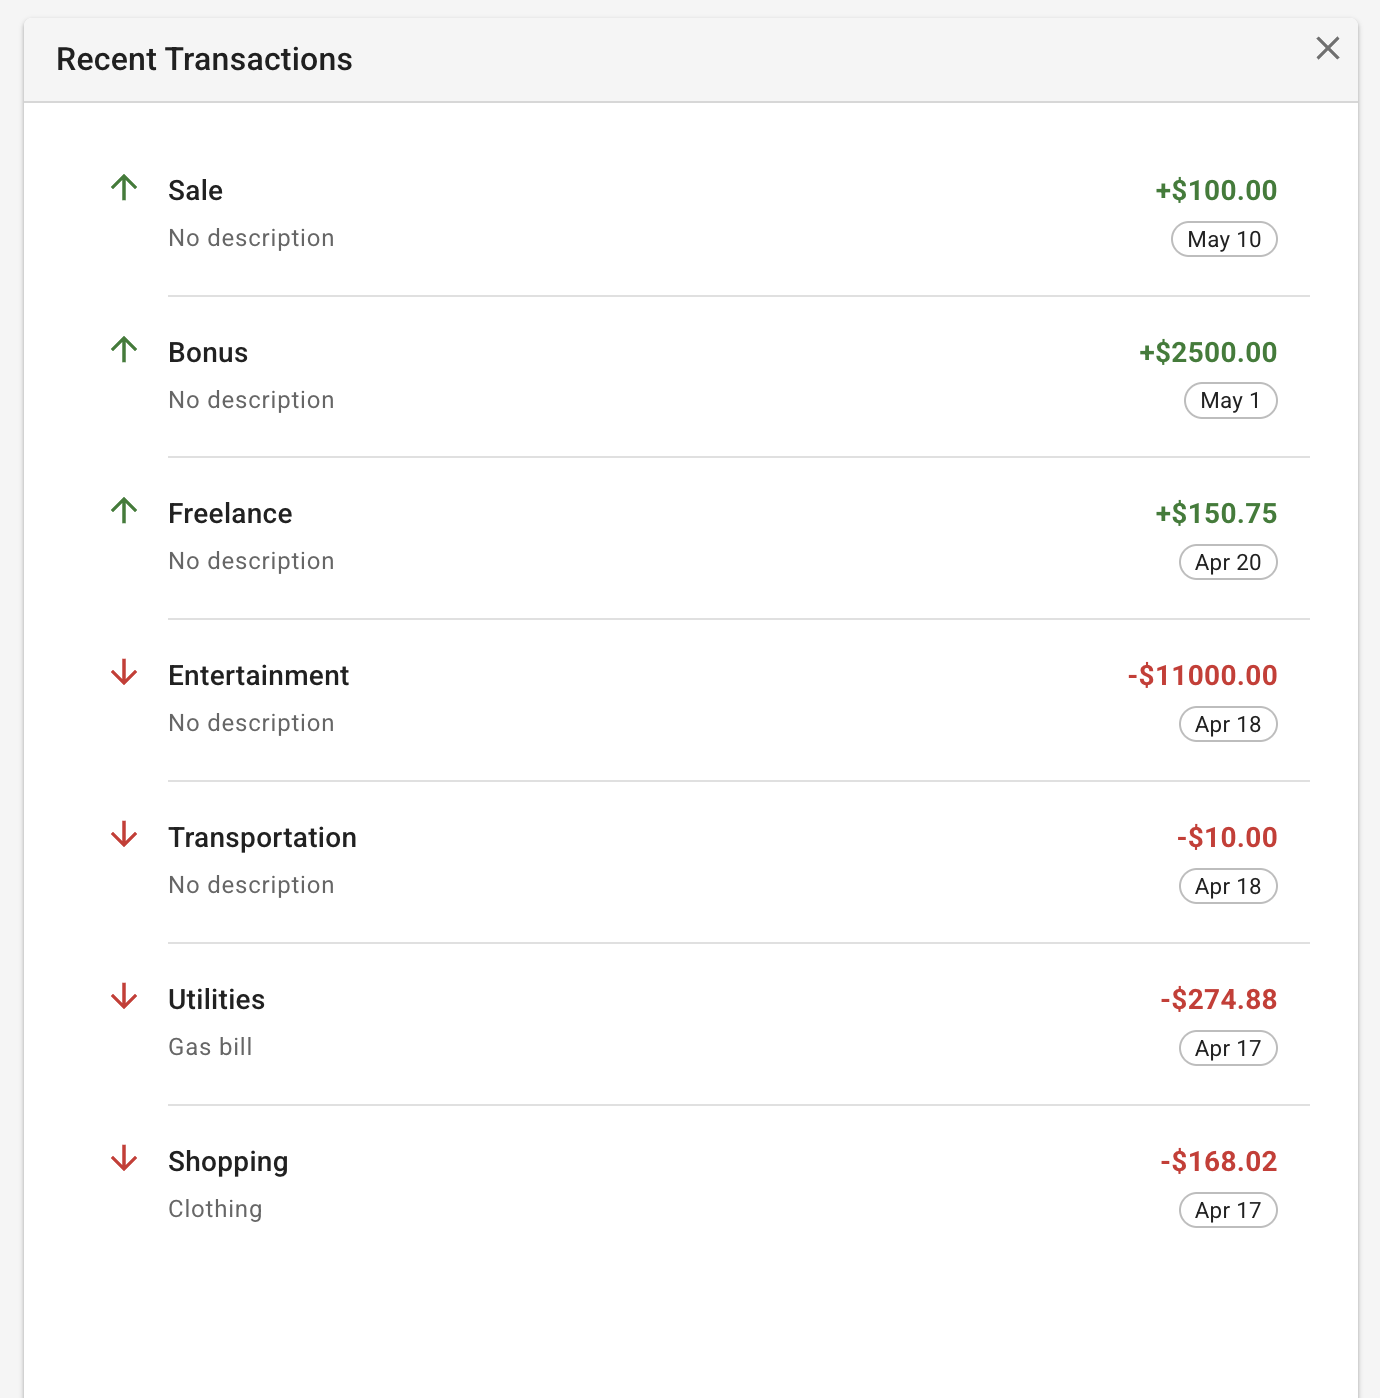 Recent Transactions
Sale
+$100.00
No description
May 10
Bonus
+$2500.00
No description
May 1
Freelance
+$150.75
No description
Apr 20
Entertainment
-$11000.00
No description
Apr 18
Transportation
-$10.00
No description
Apr 18
Utilities
-$274.88
Gas bill
Apr 17
Shopping
-$168.02
Clothing
Apr 17